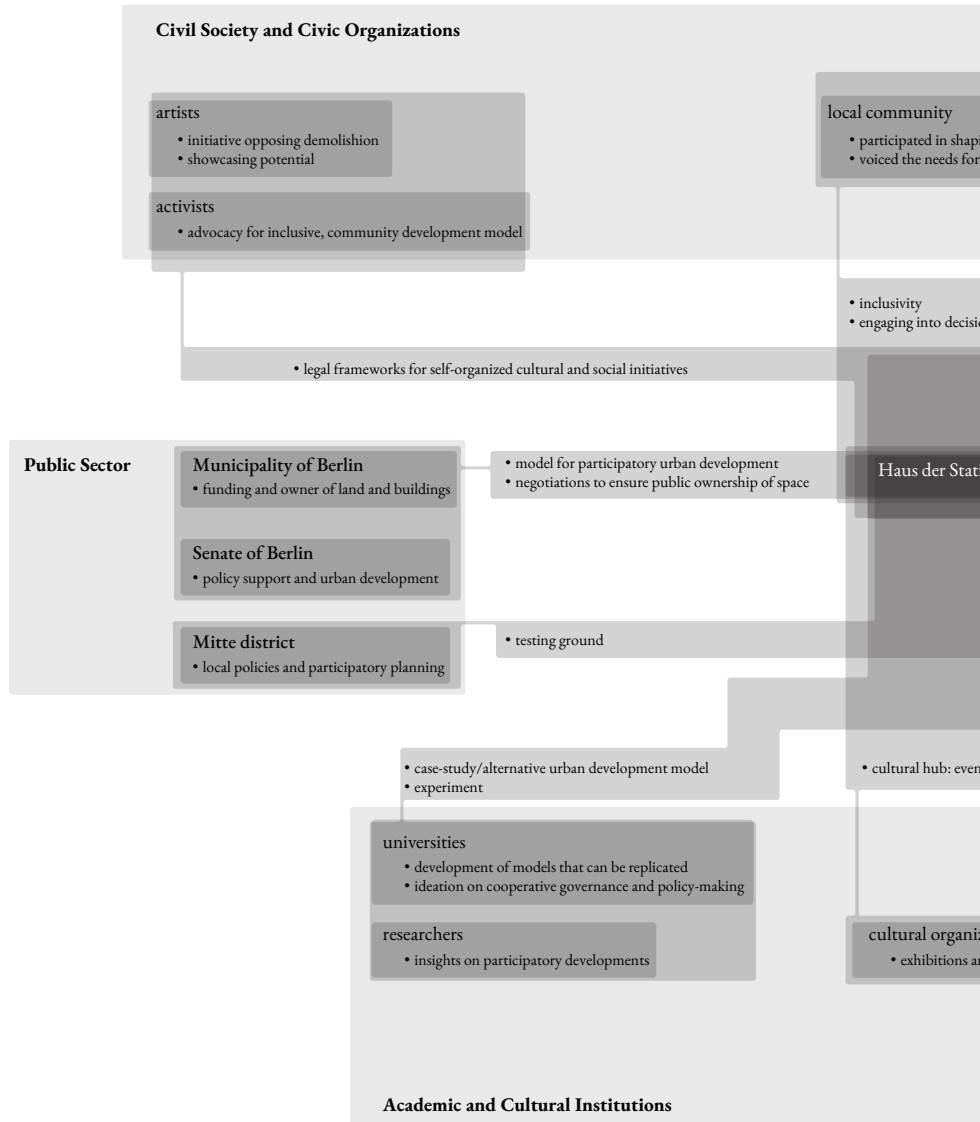 Civil Society and Civic Organizations
artists
• initiative opposing demolishion
• showcasing potential
activists
• advocacy for inclusive, community development model
local community
• participated in
• voiced the needs for
• inclusivity
• engaging into
• legal frameworks for self-organized cultural and social initiatives
Public Sector
Municipality of Berlin
• funding and owner of land and buildings
Senate of Berlin
• policy support and urban development
Mitte district
• local policies and participatory planning
• model for participatory urban development
• negotiations to ensure public ownership of space
Haus der
• testing ground
• case-study/alternative urban development model
• experiment
• cultural hub:
universities
• development of models that can be replicated
• ideation on cooperative governance and policy-making
researchers
• insights on participatory developments
cultural
• exhibitions
Academic and Cultural Institutions